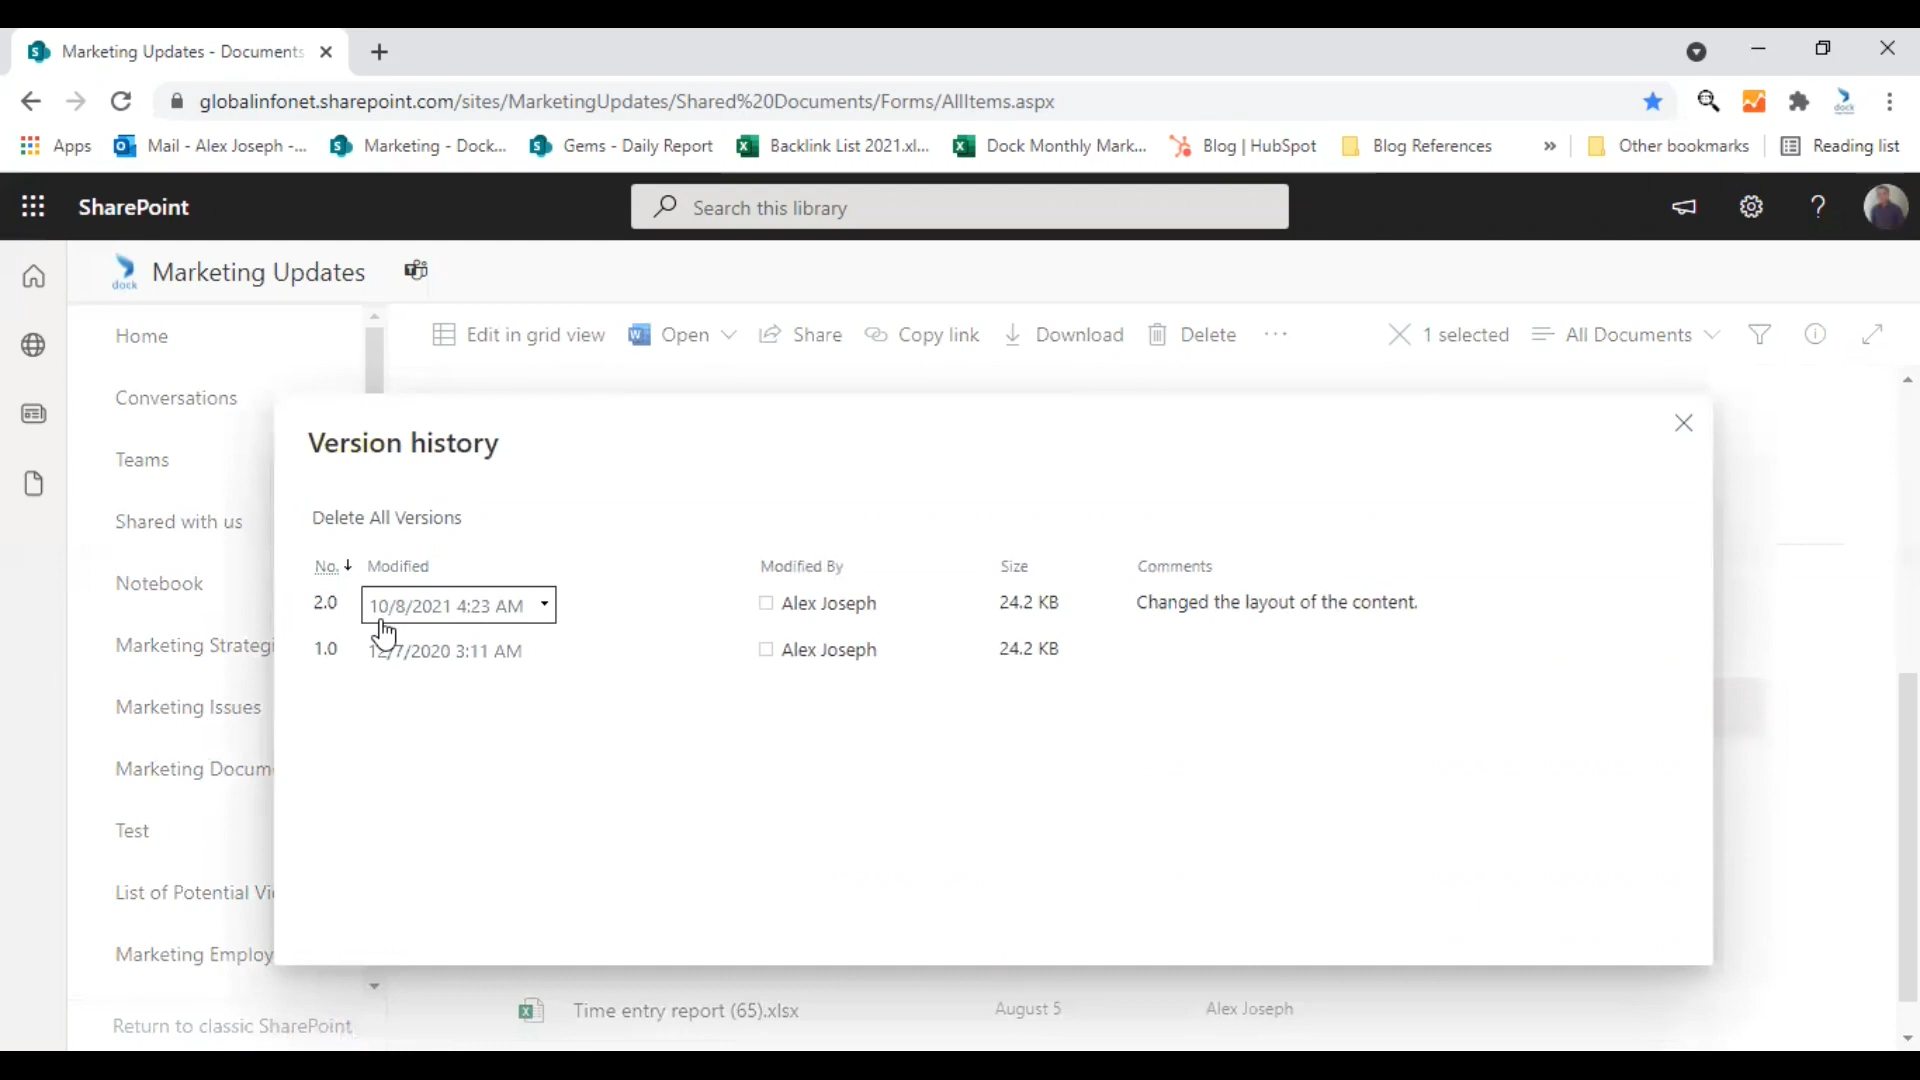 Marketing Updates - Documents
globalinfonet.sharepoint.com/sites/MarketingUpdates/Shared%20Documents/Forms/AllItems.aspx
Apps Mail - Alex Joseph -... Marketing - Dock... Gems - Daily Report Backlink List 2021.xl... Dock Monthly Mark... Blog | HubSpot Blog References » Other bookmarks Reading list
SharePoint Search this library ?
dock Marketing Updates
Home
Edit in grid view Open Share Copy link Download Delete ... 1 selected All Documents
Conversations
Teams
Shared with us
Notebook
Marketing Strategi
Marketing Issues
Marketing Docum
Test
List of Potential Vi
Marketing Employ
Return to classic SharePoint
Version history
Delete All Versions
No. Modified Modified By Size Comments
2.0 10/8/2021 4:23 AM Alex Joseph 24.2 KB Changed the layout of the content.
1.0 12/7/2020 3:11 AM Alex Joseph 24.2 KB
Time entry report (65).xlsx August 5 Alex Joseph